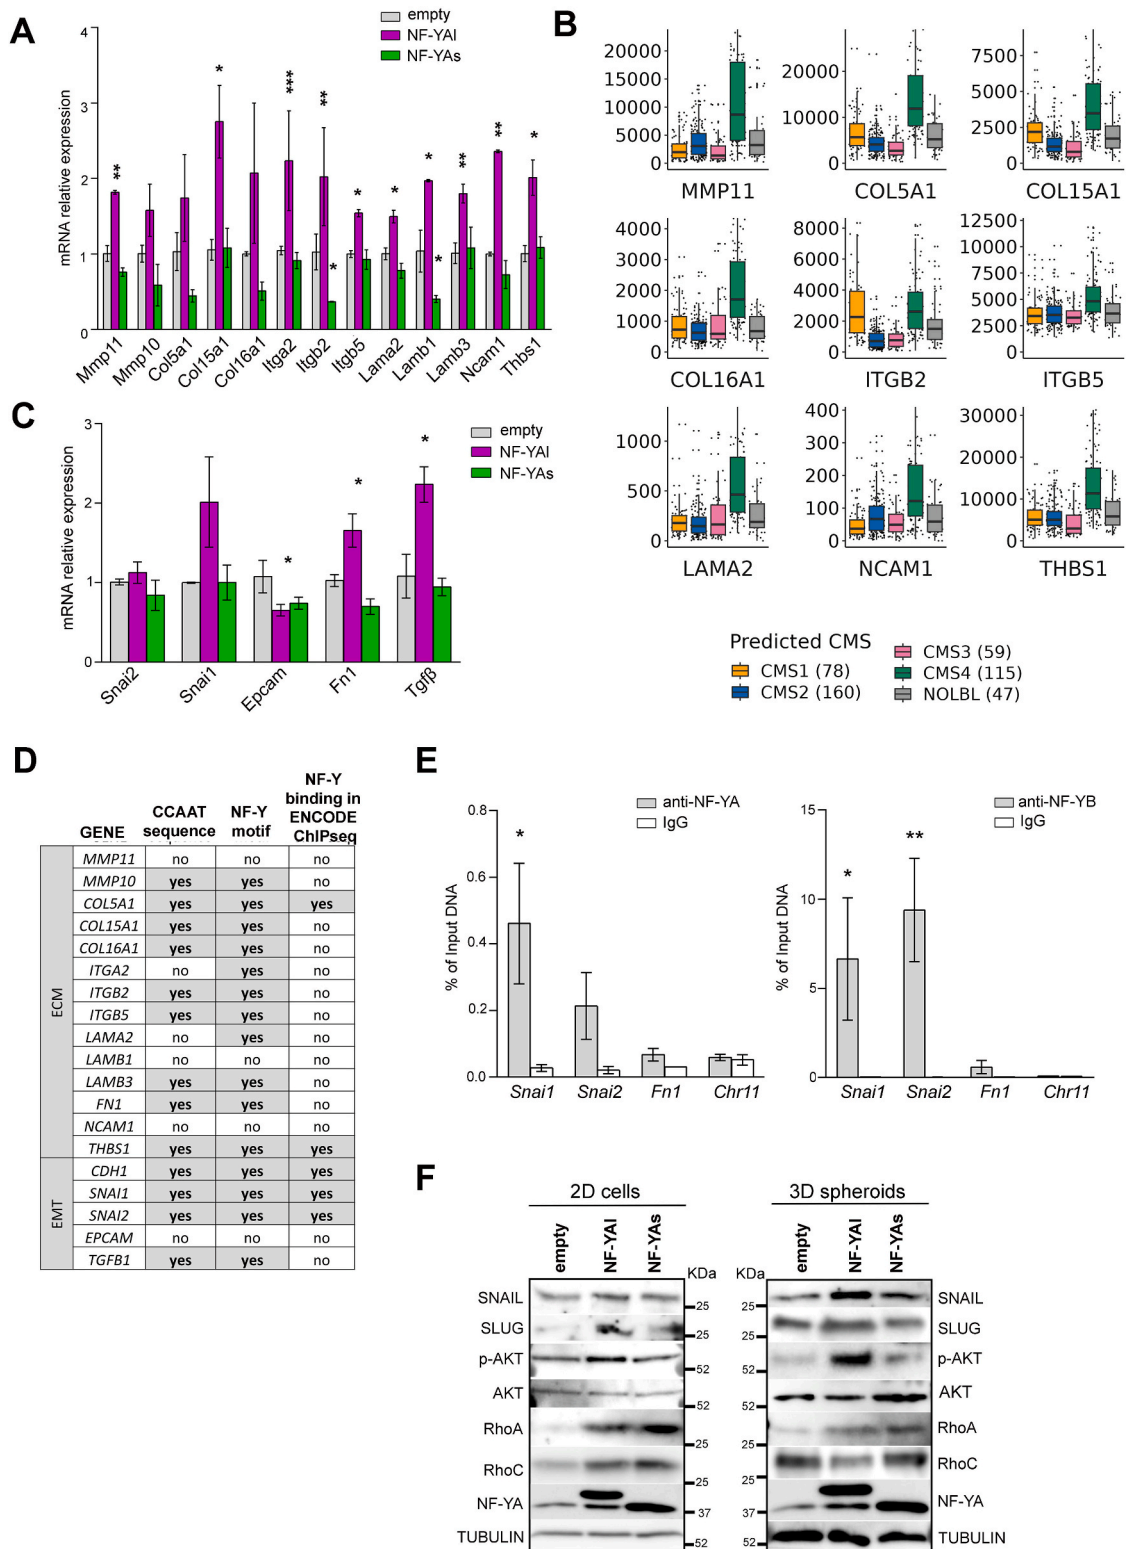 A
empty
NF-YAl
NF-YAs
mRNA relative expression
4
3
2
1
0
** * *** ** * * * ** ** *
* *
Mmp11 Mmp10 Col5a1 Col15a1 Col16a1 Itga2 Itgb2 Itgb5 Lama2 Lamb1 Lamb3 Ncam1 Thbs1
B
20000
15000
10000
5000
0
MMP11
20000
10000
0
COL5A1
7500
5000
2500
0
COL15A1
4000
3000
2000
1000
0
COL16A1
8000
6000
4000
2000
0
ITGB2
12500
10000
7500
5000
2500
0
ITGB5
1000
500
0
LAMA2
400
300
200
100
0
NCAM1
30000
20000
10000
0
THBS1
Predicted CMS
CMS1 (78)
CMS2 (160)
CMS3 (59)
CMS4 (115)
NOLBL (47)
C
empty
NF-YAl
NF-YAs
mRNA relative expression
3
2
1
0
* * *
Snai2 Snai1 Epcam Fn1 Tgfβ
D
GENE CCAAT sequence NF-Y motif NF-Y binding in ENCODE ChIPseq
ECM
MMP11 no no no
MMP10 yes yes no
COL5A1 yes yes yes
COL15A1 yes yes no
COL16A1 yes yes no
ITGA2 no yes no
ITGB2 yes yes no
ITGB5 yes yes no
LAMA2 no yes no
LAMB1 no no no
LAMB3 yes yes no
FN1 yes yes no
NCAM1 no no no
THBS1 yes yes yes
EMT
CDH1 yes yes yes
SNAI1 yes yes yes
SNAI2 yes yes yes
EPCAM no no no
TGFB1 yes yes no
E
anti-NF-YA
IgG
% of Input DNA
0.8
0.6
0.4
0.2
0.0
*
Snai1 Snai2 Fn1 Chr11
anti-NF-YB
IgG
% of Input DNA
15
10
5
0
* **
Snai1 Snai2 Fn1 Chr11
F
2D cells
empty NF-YAl NF-YAs
KDa
SNAIL 25
SLUG 25
p-AKT 52
AKT 52
RhoA 25
RhoC 25
NF-YA 37
TUBULIN 52
3D spheroids
empty NF-YAl NF-YAs
KDa
25 SNAIL
25 SLUG
52 p-AKT
52 AKT
25 RhoA
25 RhoC
37 NF-YA
52 TUBULIN